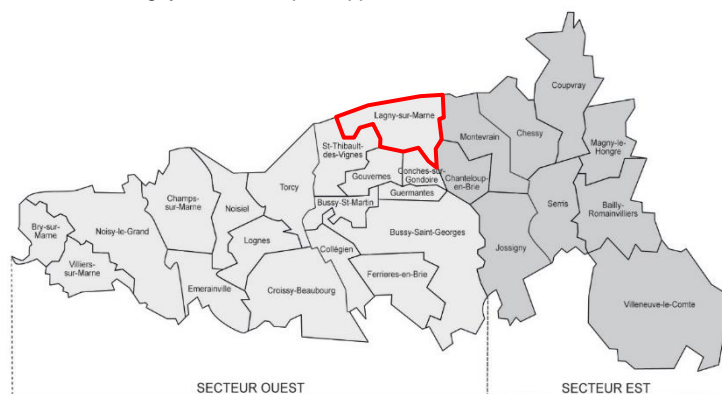 Coupvray
Lagny-sur-Marne
Montevrain
Chessy
Magny-le-
Hongre
St-Thibault
des-Vignes
Gouvernes
Conches-sur-
Gondoire
Chanteloup-
en-Brie
Torcy
Champs-
sur-Marne
Noisiel
Bussy-St-Martin
Guermantes
Serris
Bailly-
Romainvilliers
Bry-sur-
Marne
Noisy-le-Grand
Lognes
Collégien
Bussy-Saint-Georges
Jossigny
Villiers-
sur-Marne
Emerainville
Croissy-Beaubourg
Ferrieres-en-Brie
Villeneuve-le-Comte
SECTEUR OUEST
SECTEUR EST